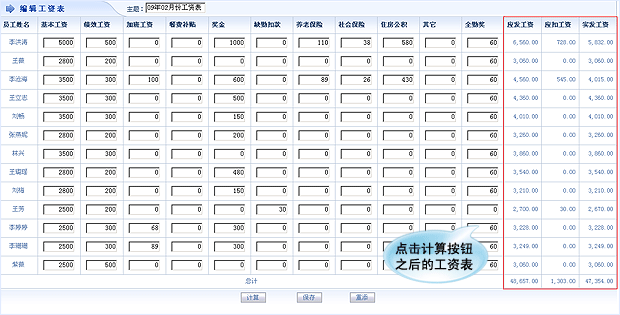 编辑工资表 主题: 09年02月份工资表
员工姓名 基本工资 绩效工资 加班工资 餐费补贴 奖金 缺勤扣款 养老保险 社会保险 住房公积 其它 全勤奖 应发工资 应扣工资 实发工资
李洪涛 5000 500 0 0 1000 0 110 38 580 0 60 6,560.00 728.00 5,832.00
王薇 2800 200 0 0 0 0 0 0 0 0 60 3,060.00 0.00 3,060.00
李连海 3500 300 100 0 600 0 89 26 430 0 60 4,560.00 545.00 4,015.00
王立志 3500 300 0 0 500 0 0 0 0 0 60 4,360.00 0.00 4,360.00
刘畅 3500 300 0 0 150 0 0 0 0 0 60 4,010.00 0.00 4,010.00
张燕妮 2800 200 0 0 200 0 0 0 0 0 60 3,260.00 0.00 3,260.00
林兴 3500 300 0 0 0 0 0 0 0 0 60 3,860.00 0.00 3,860.00
2800 200 0 0 480 0 0 0 0 0 60 3,540.00 0.00 3,540.00
刘梅 2800 200 0 0 150 0 0 0 0 0 60 3,210.00 0.00 3,210.00
王芳 2500 200 0 0 0 30 0 0 0 0 0 2,700.00 30.00 2,670.00
李婷婷 2500 300 68 0 300 0 0 0 60 3,228.00 0.00 3,228.00
李珊珊 2500 300 89 0 300 0 0 0 60 3,249.00 0.00 3,249.00
紫薇 2500 500 0 0 0 0 0 0 0 60 3,060.00 0.00 3,060.00
点击计算按钮
之后的工资表
总计 48,657.00 1,303.00 47,354.00
计算 保存 重添